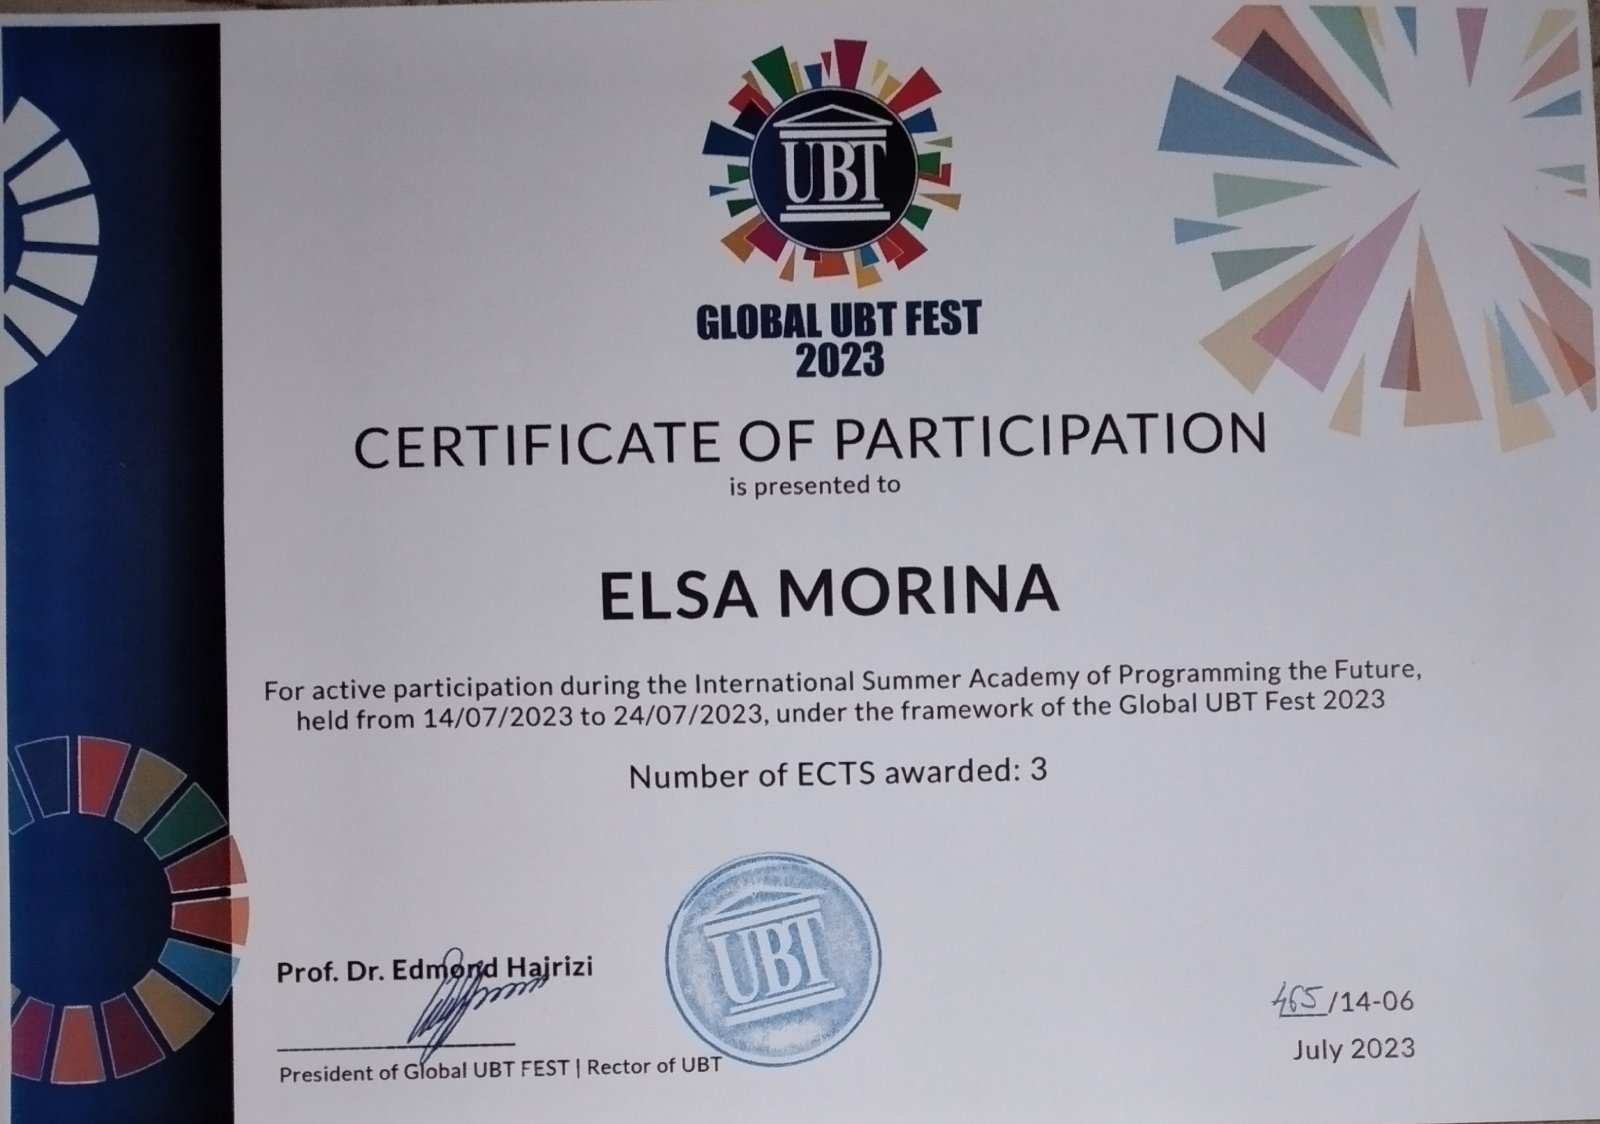 UBT
GLOBAL UBT FEST
2023
CERTIFICATE OF PARTICIPATION
is presented to
ELSA MORINA
For active participation during the International Summer Academy of Programming the Future,
held from 14/07/2023 to 24/07/2023, under the framework of the Global UBT Fest 2023
Number of ECTS awarded: 3
Prof. Dr. Edmond Hajrizi
President of Global UBT FEST | Rector of UBT
UBT
465/14-06
July 2023